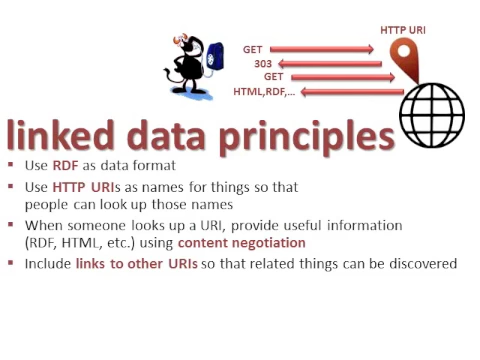 HTTP URI
GET
303
GET
HTML,RDF,...
linked data principles
Use RDF as data format
Use HTTP URIs as names for things so that
people can look up those names
When someone looks up a URI, provide useful information
(RDF, HTML, etc.) using content negotiation
Include links to other URIs so that related things can be discovered